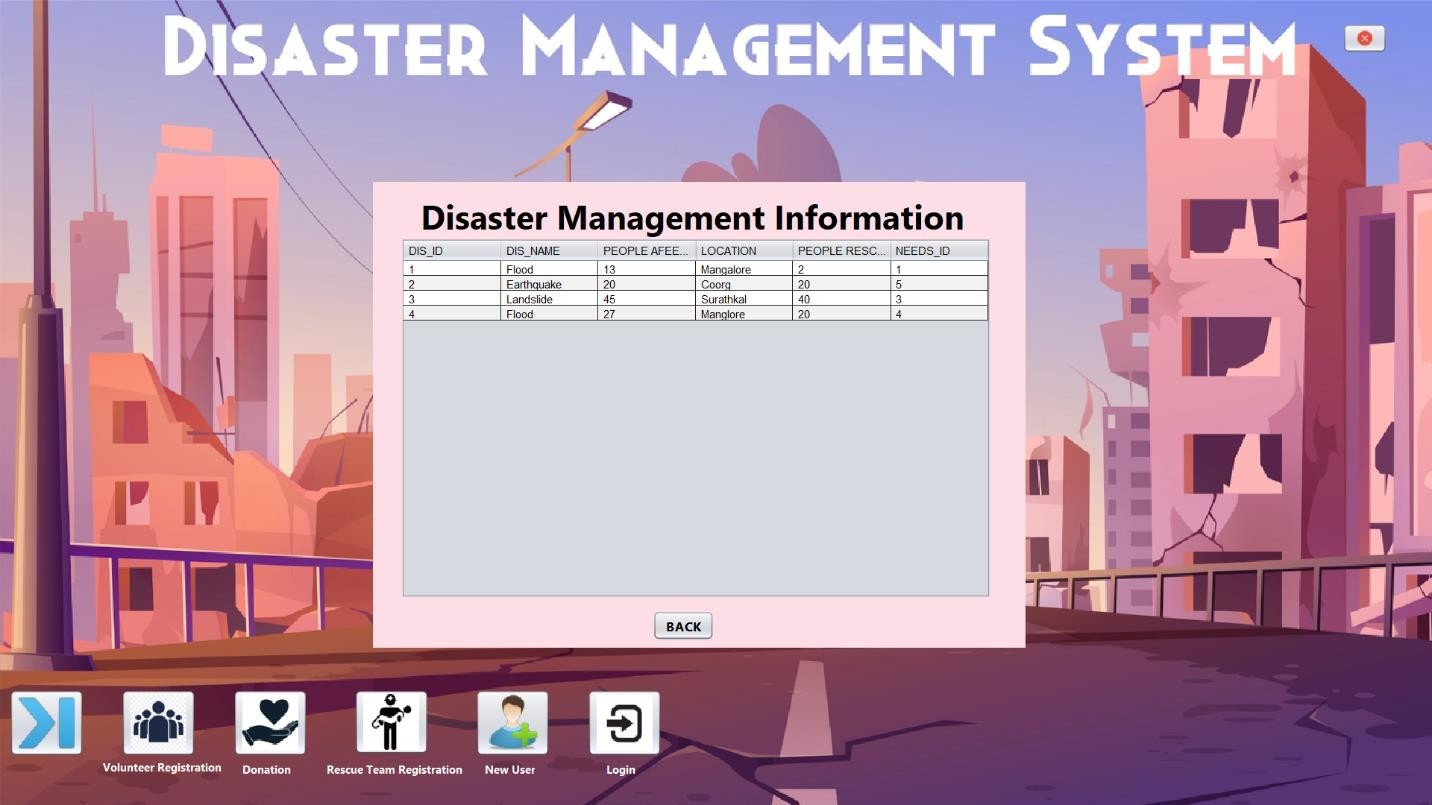 DISASTER MANAGEMENT SYSTEM
Disaster Management Information
DIS_ID DIS_NAME PEOPLE AFEE... LOCATION PEOPLE RESC... NEEDS_ID
1 Flood 13 Mangalore 2 1
2 Earthquake 20 Coorg 20 5
3 Landslide 45 Surathkal 40 3
4 Flood 27 Manglore 20 4
BACK
Volunteer Registration Donation Rescue Team Registration New User Login